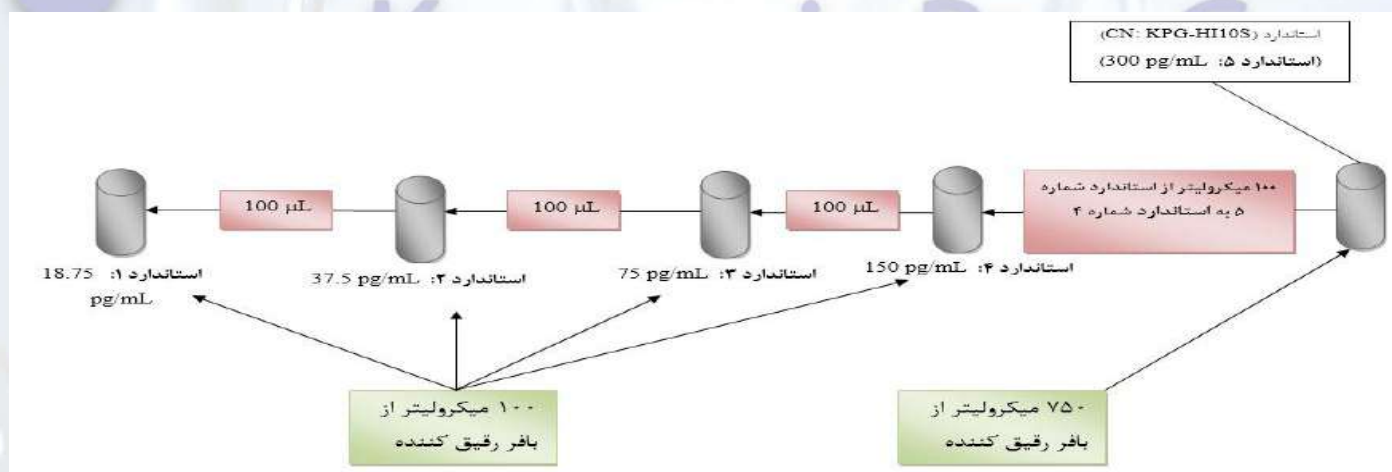 استاندارد (CN: KPG-HI10S)
(استاندارد ۵: 300 pg/mL)
۱۰۰ میکرولیتر از استاندارد شماره
۵ به استاندارد شماره ۴
100 µL
100 µL
100 µL
استاندارد ۴: 150 pg/mL
استاندارد ۳: 75 pg/mL
استاندارد ۲: 37.5 pg/mL
استاندارد ۱: 18.75
pg/mL
۷۵۰ میکرولیتر از
بافر رقیق کننده
۱۰۰ میکرولیتر از
بافر رقیق کننده